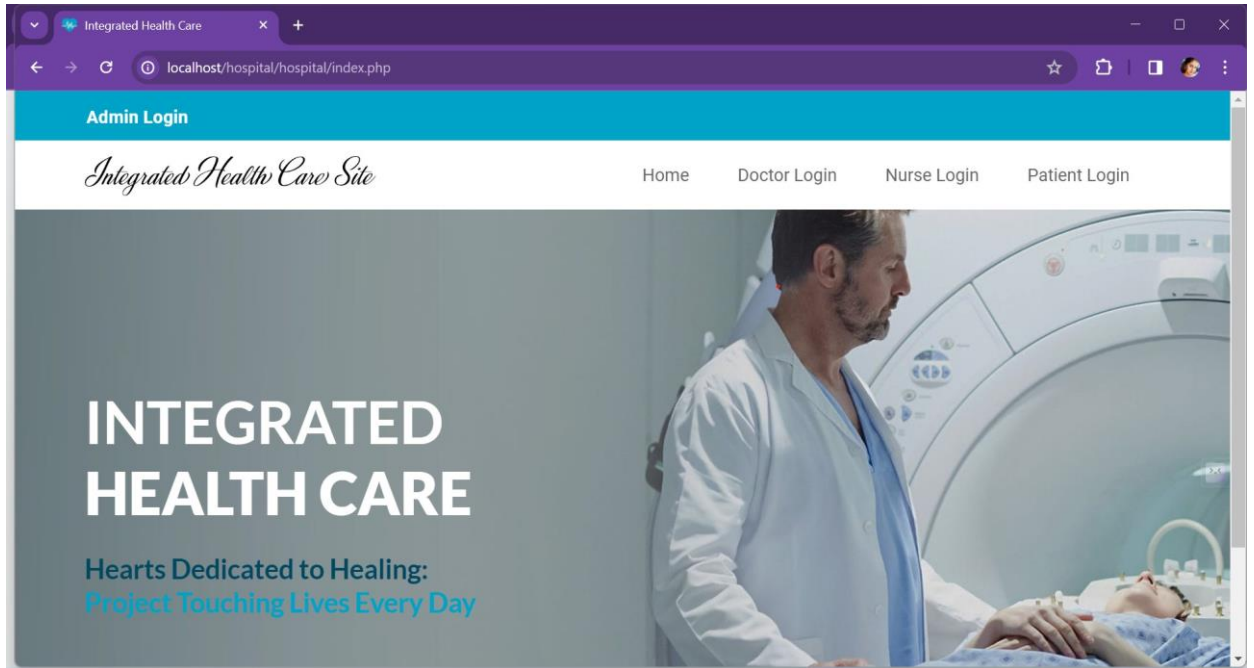 Integrated Health Care
localhost/hospital/hospital/index.php
Admin Login
Integrated Health Care Site
Home Doctor Login Nurse Login Patient Login
INTEGRATED
HEALTH CARE
Hearts Dedicated to Healing:
Project Touching Lives Every Day